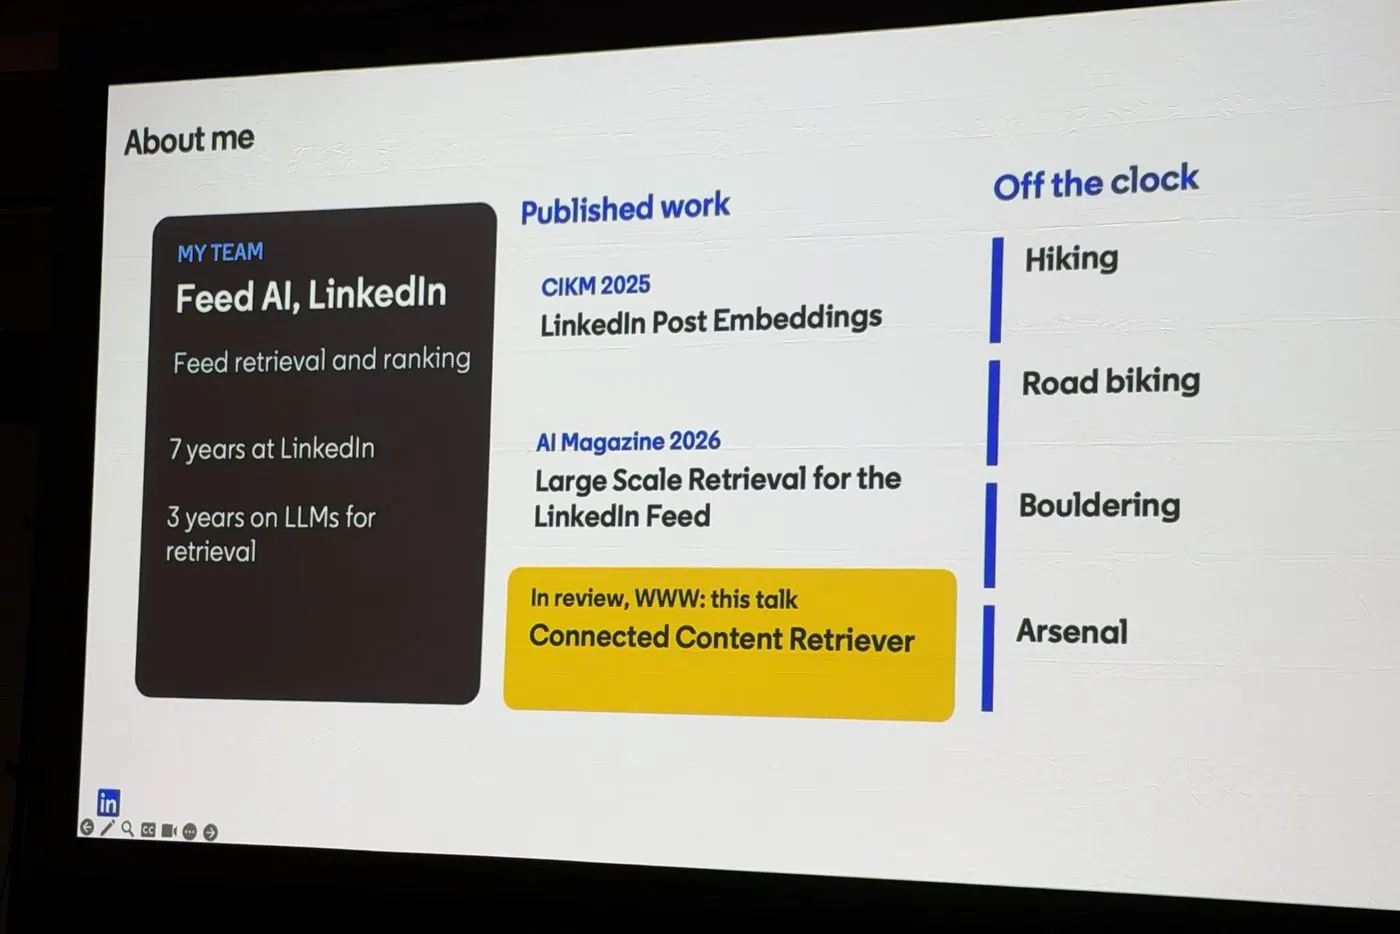 About me
MY TEAM
Feed AI, LinkedIn
Feed retrieval and ranking
7 years at LinkedIn
3 years on LLMs for
retrieval
Published work
CIKM 2025
LinkedIn Post Embeddings
AI Magazine 2026
Large Scale Retrieval for the
LinkedIn Feed
In review, WWW: this talk
Connected Content Retriever
Off the clock
Hiking
Road biking
Bouldering
Arsenal
in
CC